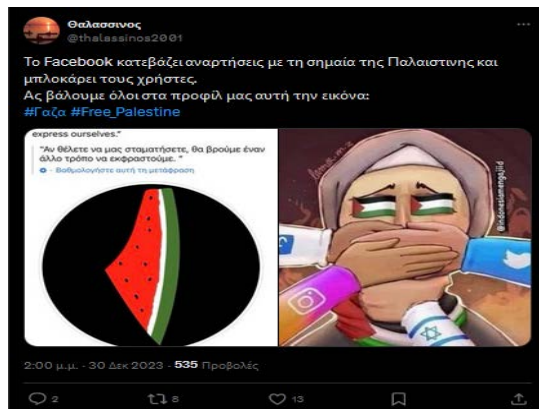 Θαλασσινος
@thalassinos2001
Το Facebook κατεβάζει αναρτήσεις με τη σημαία της Παλαιστινης και
μπλοκάρει τους χρήστες.
Ας βάλουμε όλοι στα προφίλ μας αυτή την εικόνα:
#Γαζα #Free_Palestine
express ourselves."
"Αν θέλετε να μας σταματήσετε, θα βρούμε έναν
άλλο τρόπο να εκφραστούμε. "
- Βαθμολογήστε αυτή τη μετάφραση
@indonesiamengajiid
2:00 μ.μ. · 30 Δεκ 2023 · 535 Προβολές
2
8
13